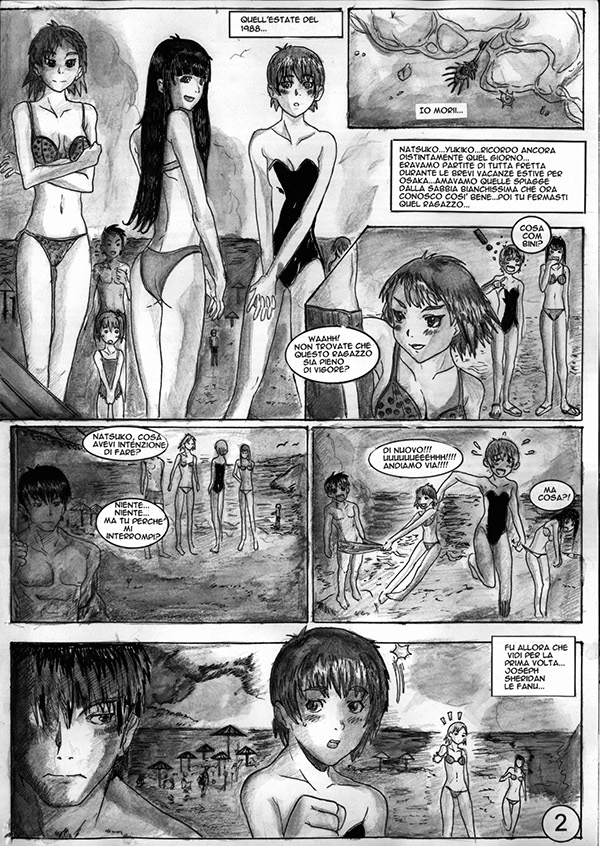 QUELL'ESTATE DEL
1988...
IO MORII...
NATSUKO...YUKIKO...RICORDO ANCORA
DISTINTAMENTE QUEL GIORNO...
ERAVAMO PARTITE DI TUTTA FRETTA
DURANTE LE BREVI VACANZE ESTIVE PER
OSAKA...AMAVAMO QUELLE SPIAGGE
DALLA SABBIA BIANCHISSIMA CHE ORA
CONOSCO COSI' BENE...POI TU FERMASTI
QUEL RAGAZZO...
COSA
COM
BINI?
WAAHH!
NON TROVATE CHE
QUESTO RAGAZZO
SIA PIENO
DI VIGORE?
NATSUKO, COSA
AVEVI INTENZIONE
DI FARE?
NIENTE...
NIENTE...
MA TU PERCHE'
MI
INTERROMPI?
DI NUOVO!!!!
UUUUUUÉÉÉHHH!!!!
ANDIAMO VIA!!!!
MA
COSA?!
FU ALLORA CHE
VIDI PER LA
PRIMA VOLTA...
JOSEPH
SHERIDAN
LE FANU...
2